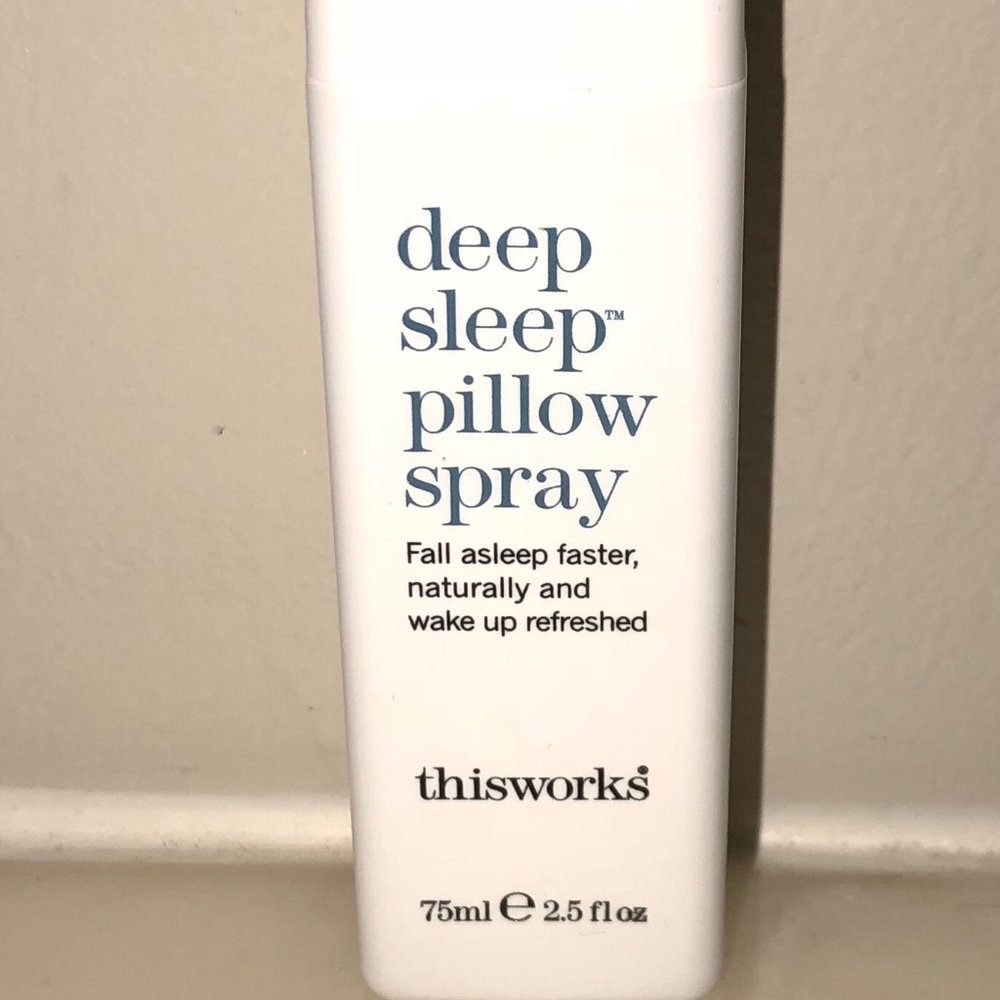 deep
sleep™
pillow
spray
Fall asleep faster,
naturally and
wake up refreshed
thisworks®
75ml ℮ 2.5 fl oz